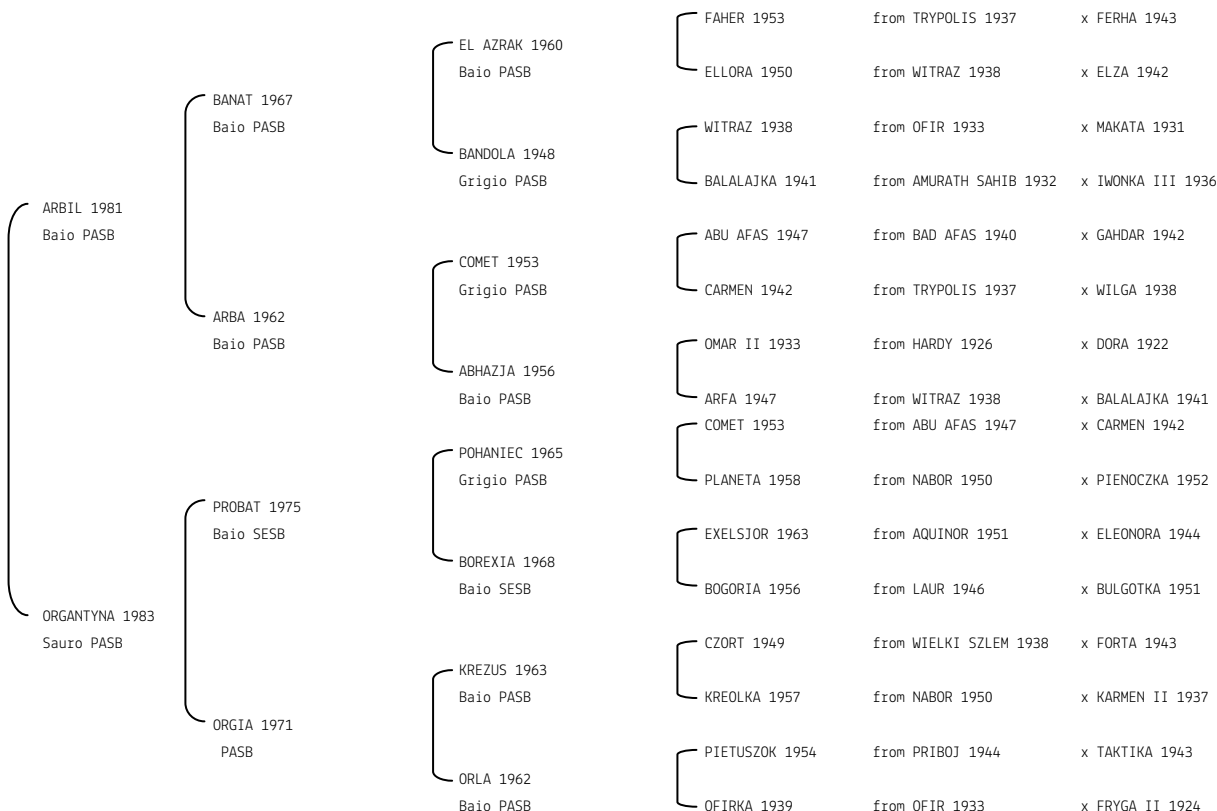 FAHER 1953 from TRYPOLIS 1937 x FERHA 1943
EL AZRAK 1960
Baio PASB ELLORA 1950 from WITRAZ 1938 x ELZA 1942
BANAT 1967
Baio PASB WITRAZ 1938 from OFIR 1933 x MAKATA 1931
BANDOLA 1948
Grigio PASB BALALAJKA 1941 from AMURATH SAHIB 1932 x IWONKA III 1936
ARBIL 1981
Baio PASB ABU AFAS 1947 from BAD AFAS 1940 x GAHDAR 1942
COMET 1953
Grigio PASB CARMEN 1942 from TRYPOLIS 1937 x WILGA 1938
ARBA 1962
Baio PASB OMAR II 1933 from HARDY 1926 x DORA 1922
ABHAZJA 1956
Baio PASB ARFA 1947 from WITRAZ 1938 x BALALAJKA 1941
COMET 1953 from ABU AFAS 1947 x CARMEN 1942
POHANIEC 1965
Grigio PASB PLANETA 1958 from NABOR 1950 x PIENOCZKA 1952
PROBAT 1975
Baio SESB EXELSJOR 1963 from AQUINOR 1951 x ELEONORA 1944
BOREXIA 1968
Baio SESB BOGORIA 1956 from LAUR 1946 x BULGOTKA 1951
ORGANTYNA 1983
Sauro PASB CZORT 1949 from WIELKI SZLEM 1938 x FORTA 1943
KREZUS 1963
Baio PASB KREOLKA 1957 from NABOR 1950 x KARMEN II 1937
ORGIA 1971
PASB PIETUSZOK 1954 from PRIBOJ 1944 x TAKTIKA 1943
ORLA 1962
Baio PASB OFIRKA 1939 from OFIR 1933 x FRYGA II 1924